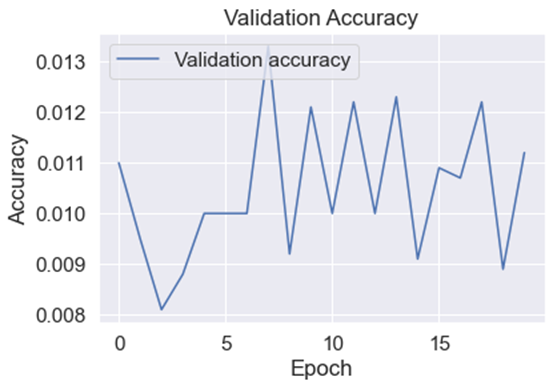 Validation Accuracy
Validation accuracy
0.013
0.012
0.011
0.010
0.009
0.008
Accuracy
0 5 10 15
Epoch